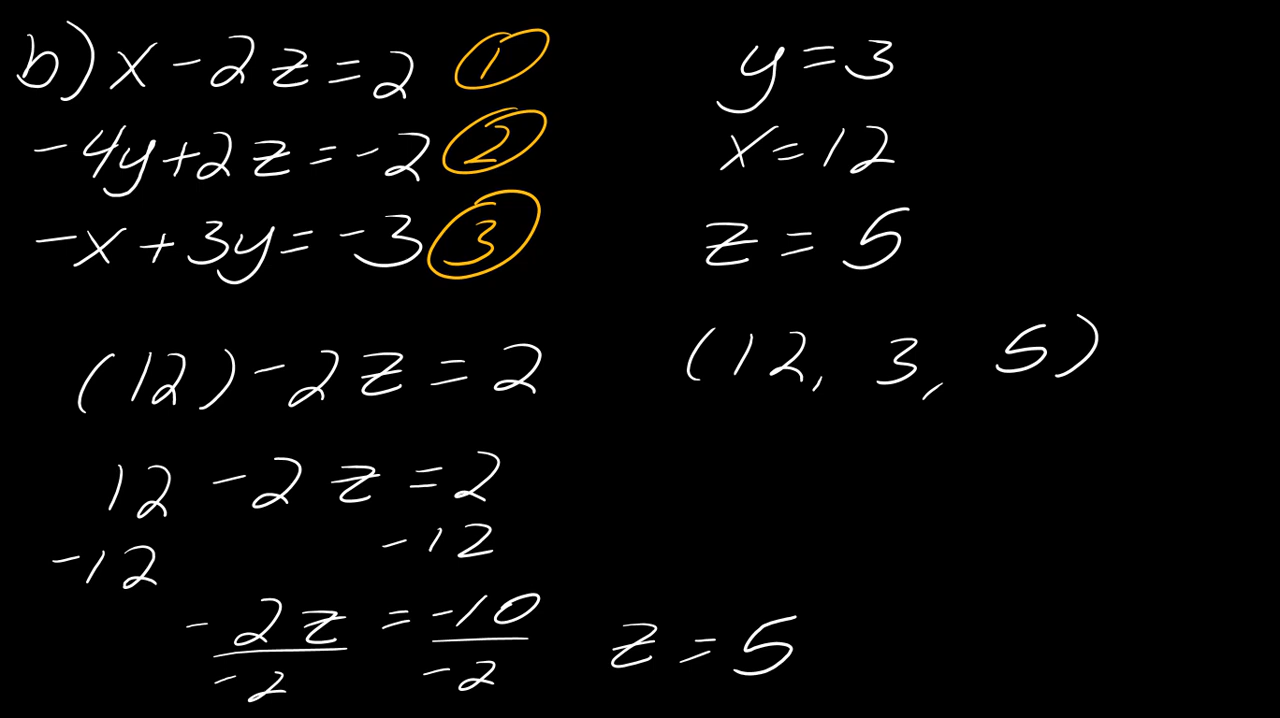 b) x - 2z = 2 ①
-4y + 2z = -2 ②
-x + 3y = -3 ③
(12) - 2z = 2
12 - 2z = 2
-12 -12
-2z = -10
-2 -2
z = 5
y = 3
x = 12
z = 5
(12, 3, 5)